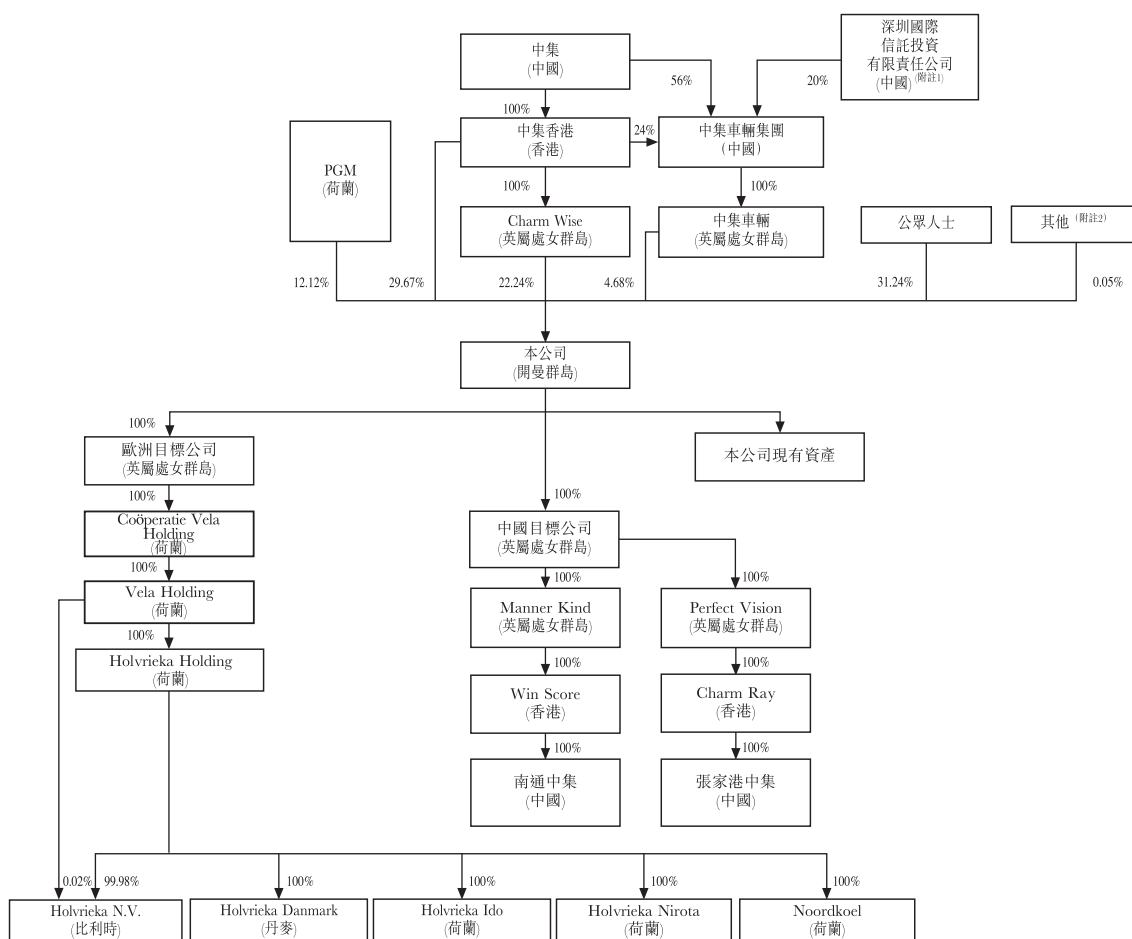 深圳國際
信託投資
有限責任公司
(中國) (附註1)
中集
(中國)
56%
20%
100%
中集香港
(香港)
24%
中集車輛集團
(中國)
PGM
(荷蘭)
100%
100%
Charm Wise
(英屬處女群島)
中集車輛
(英屬處女群島)
公眾人士
其他 (附註2)
12.12%
29.67%
22.24%
4.68%
31.24%
0.05%
本公司
(開曼群島)
100%
歐洲目標公司
(英屬處女群島)
本公司現有資產
100%
100%
Coöperatie Vela
Holding
(荷蘭)
中國目標公司
(英屬處女群島)
100%
100%
100%
Vela Holding
(荷蘭)
Manner Kind
(英屬處女群島)
Perfect Vision
(英屬處女群島)
100%
Holvrieka Holding
(荷蘭)
100%
100%
Win Score
(香港)
Charm Ray
(香港)
100%
100%
南通中集
(中國)
張家港中集
(中國)
0.02%
99.98%
100%
100%
100%
100%
Holvrieka N.V.
(比利時)
Holvrieka Danmark
(丹麥)
Holvrieka Ido
(荷蘭)
Holvrieka Nirota
(荷蘭)
Noordkoel
(荷蘭)